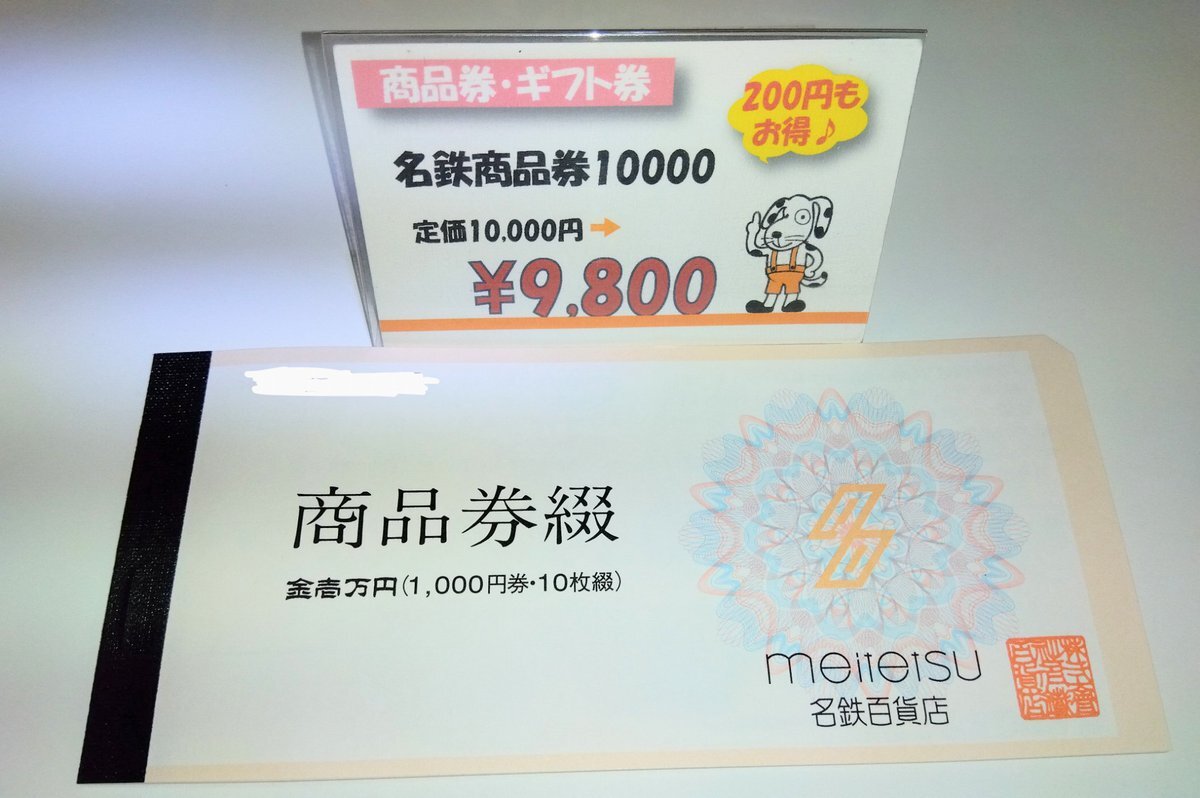 商品券・ギフト券
200円も
お得♪
名鉄商品券10000
定価10,000円→
¥9,800
商品券綴
金壱万円(1,000円券・10枚綴)
meitetsu
名鉄百貨店